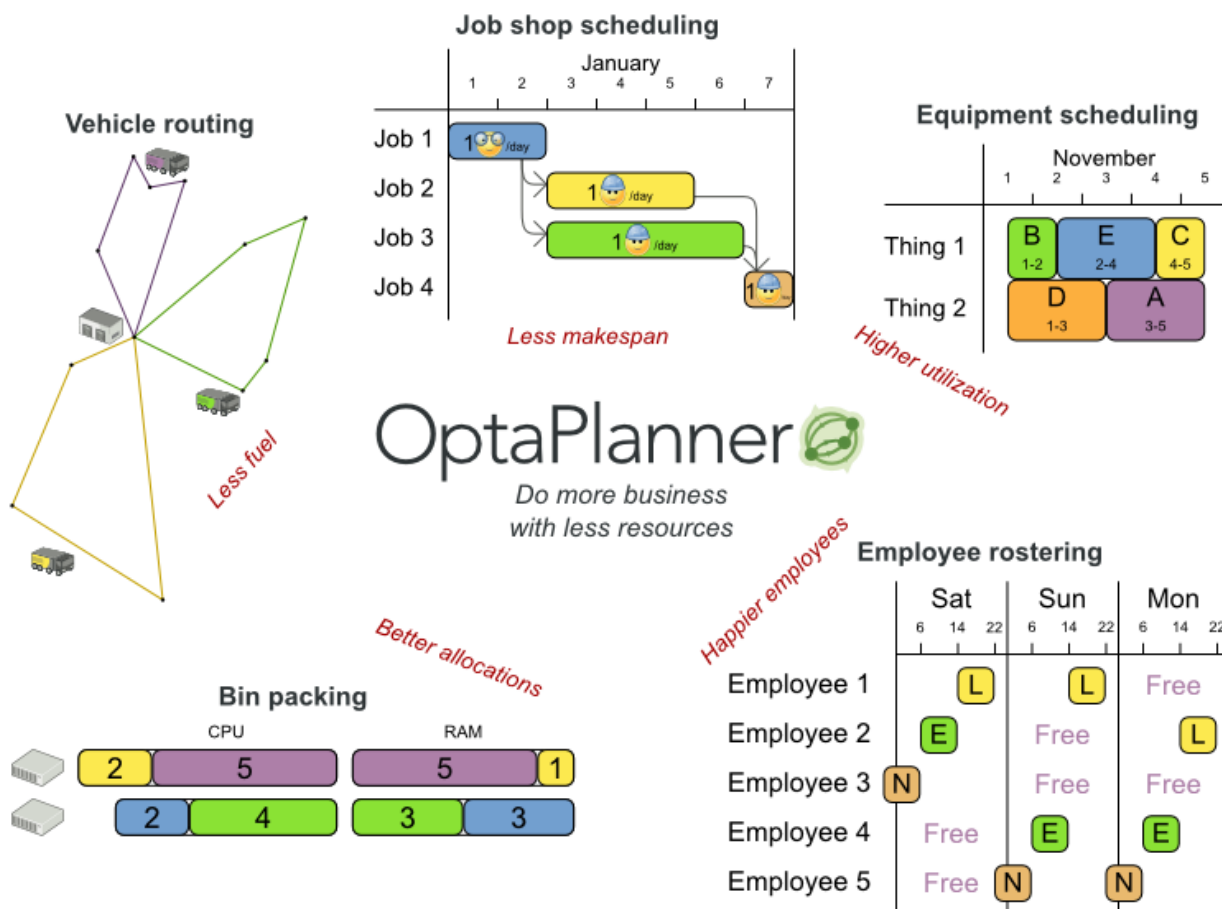 Job shop scheduling
January
1 2 3 4 5 6 7
Job 1
1 /day
Job 2
1 /day
Job 3
1 /day
Job 4
1 /day
Less makespan
Vehicle routing
Less fuel
Equipment scheduling
November
1 2 3 4 5
Thing 1
B E C
1-2 2-4 4-5
Thing 2
D A
1-3 3-5
Higher utilization
OptaPlanner
Do more business
with less resources
Better allocations
Bin packing
CPU RAM
2 5 5 1
2 4 3 3
Happier employees
Employee rostering
Sat Sun Mon
6 14 22 6 14 22 6 14 22
Employee 1 L L Free
Employee 2 E Free L
Employee 3 N Free Free
Employee 4 Free E E
Employee 5 Free N N